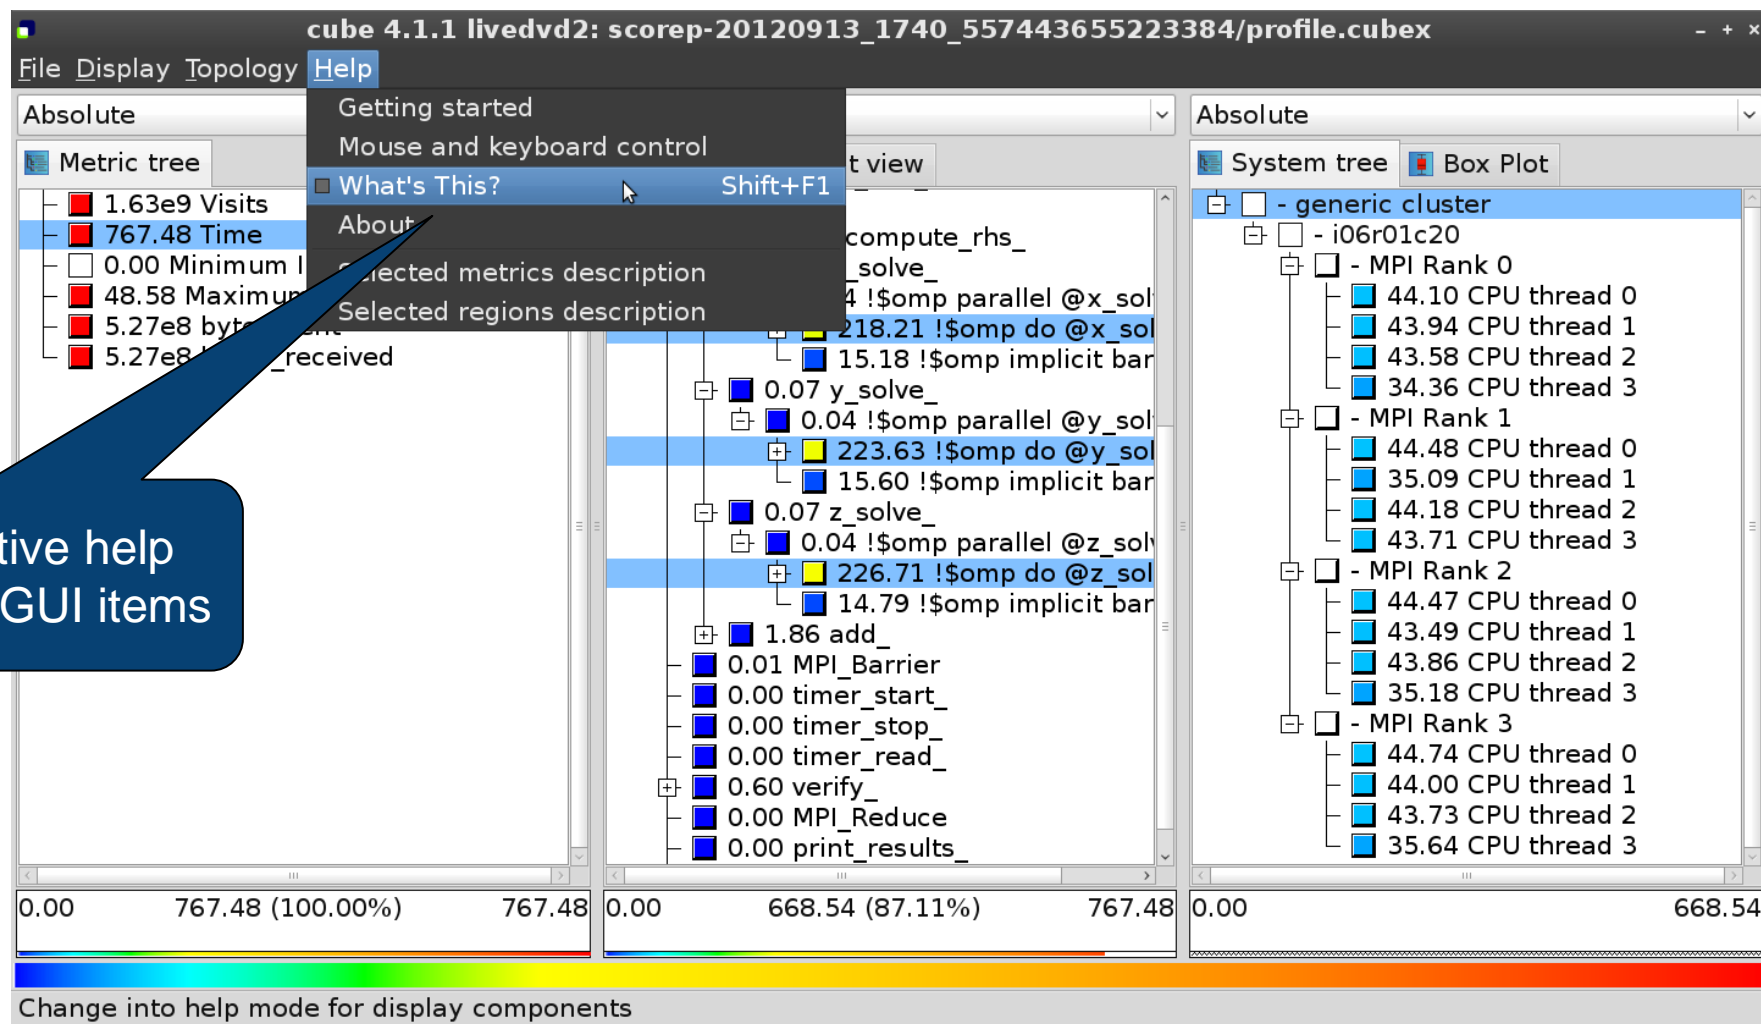 cube 4.1.1 livedvd2: scorep-20120913_1740_557443655223384/profile.cubex
File Display Topology Help
Absolute
Metric tree
1.63e9 Visits
767.48 Time
0.00 Minimum I
48.58 Maximum
5.27e8
5.27e8 _received
Getting started
Mouse and keyboard control
What's This? Shift+F1
About
Selected metrics description
Selected regions description
tive help
GUI items
t view
compute_rhs_
_solve_
4 !$omp parallel @x_sol
218.21 !$omp do @x_sol
15.18 !$omp implicit bar
0.07 y_solve_
0.04 !$omp parallel @y_sol
223.63 !$omp do @y_sol
15.60 !$omp implicit bar
0.07 z_solve_
0.04 !$omp parallel @z_solv
226.71 !$omp do @z_sol
14.79 !$omp implicit bar
1.86 add_
0.01 MPI_Barrier
0.00 timer_start_
0.00 timer_stop_
0.00 timer_read_
0.60 verify_
0.00 MPI_Reduce
0.00 print_results_
Absolute
System tree
Box Plot
- generic cluster
- i06r01c20
- MPI Rank 0
44.10 CPU thread 0
43.94 CPU thread 1
43.58 CPU thread 2
34.36 CPU thread 3
- MPI Rank 1
44.48 CPU thread 0
35.09 CPU thread 1
44.18 CPU thread 2
43.71 CPU thread 3
- MPI Rank 2
44.47 CPU thread 0
43.49 CPU thread 1
43.86 CPU thread 2
35.18 CPU thread 3
- MPI Rank 3
44.74 CPU thread 0
44.00 CPU thread 1
43.73 CPU thread 2
35.64 CPU thread 3
0.00 767.48 (100.00%) 767.48
0.00 668.54 (87.11%) 767.48
0.00 668.54
Change into help mode for display components